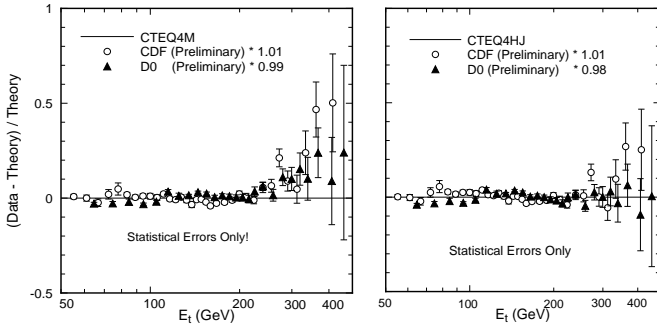 (Data - Theory) / Theory
1
0.5
0
-0.5
CTEQ4M
CDF (Preliminary) * 1.01
D0 (Preliminary) * 0.99
Statistical Errors Only!
50 100 200 300 400
Et (GeV)
CTEQ4HJ
CDF (Preliminary) * 1.01
D0 (Preliminary) * 0.98
Statistical Errors Only
50 100 200 300 400
Et (GeV)